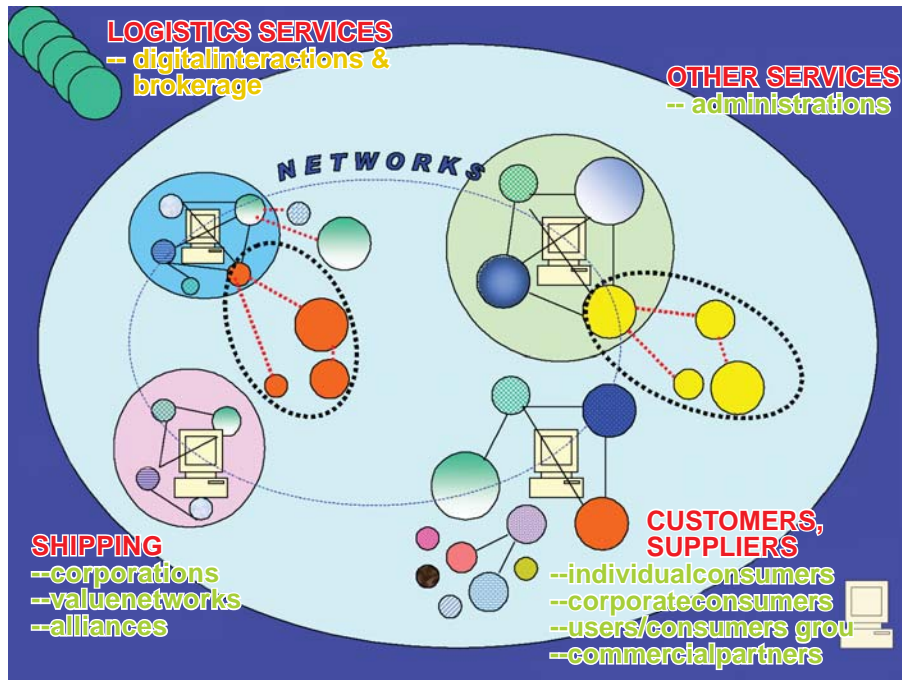 LOGISTICS SERVICES
-- digitalinteractions &
brokerage
OTHER SERVICES
-- administrations
NETWORKS
SHIPPING
--corporations
--valuenetworks
--alliances
CUSTOMERS,
SUPPLIERS
--individualconsumers
--corporateconsumers
--users/consumers grou
--commercialpartners